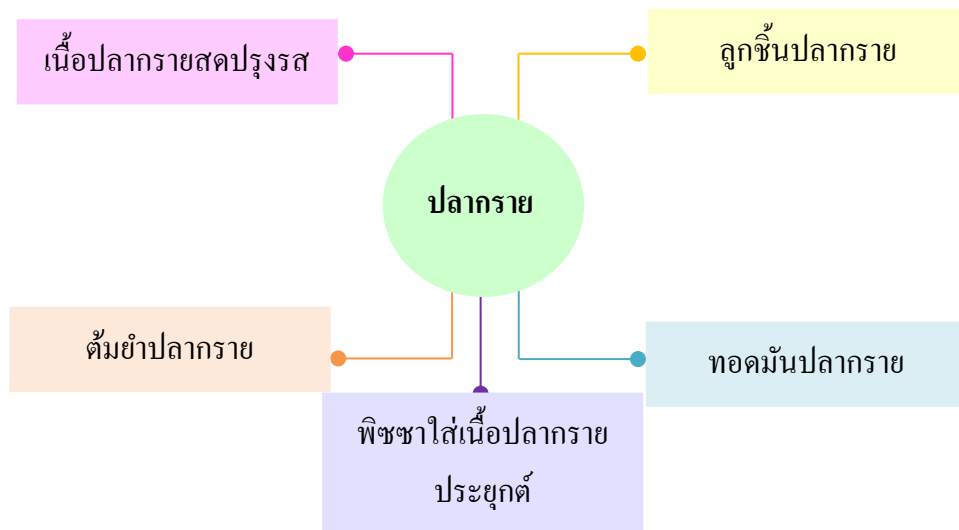 เนื้อปลากรายสดปรุงรส
ลูกชิ้นปลากราย
ปลากราย
ต้มยำปลากราย
ทอดมันปลากราย
พิซซาใส่เนื้อปลากราย
ประยุกต์